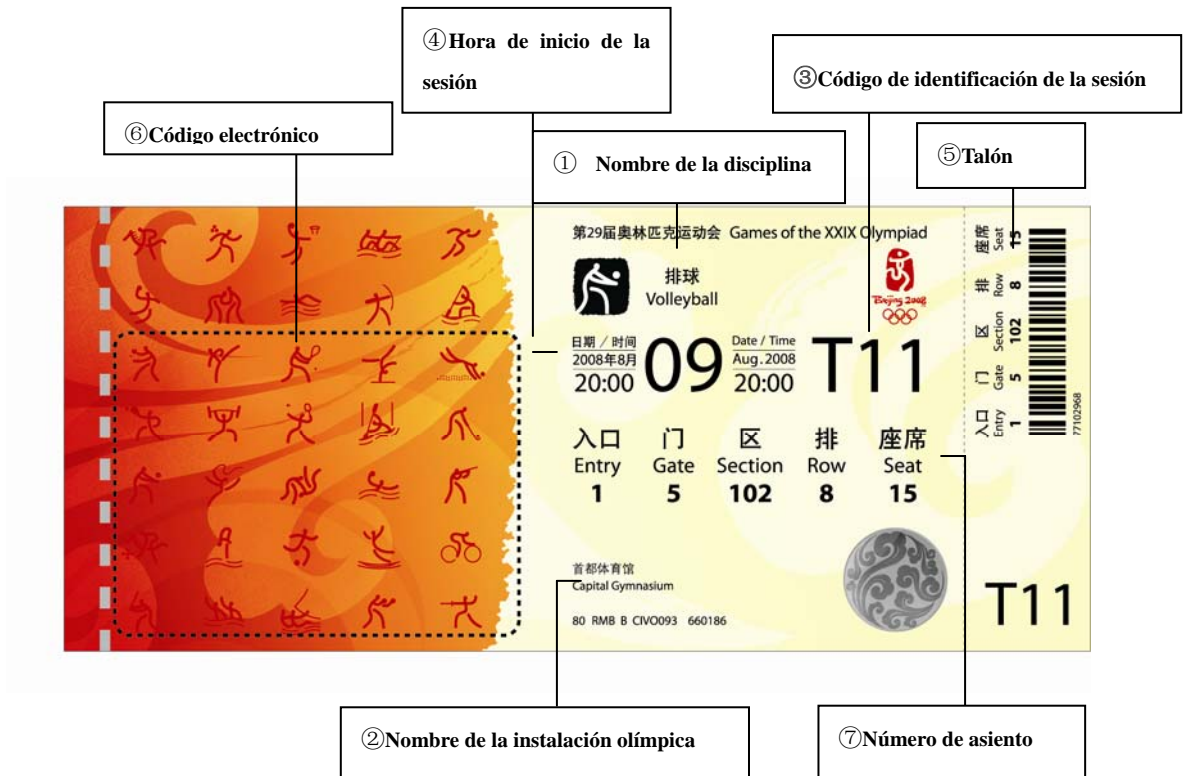 ④Hora de inicio de la
sesión
③Código de identificación de la sesión
⑥Código electrónico
① Nombre de la disciplina
⑤Talón
第29届奥林匹克运动会 Games of the XXIX Olympiad
排球
Volleyball
Beijing 2008
日期 / 时间
2008年8月
20:00
09
Date / Time
Aug.2008
20:00
T11
入口 门 区 排 座席
Entry Gate Section Row Seat
1 5 102 8 15
首都体育馆
Capital Gymnasium
80 RMB B CIVO093 660186
座席 Seat 15
排 Row 8
区 Section 102
门 Gate 5
入口 Entry 1
77102968
T11
②Nombre de la instalación olímpica
⑦Número de asiento